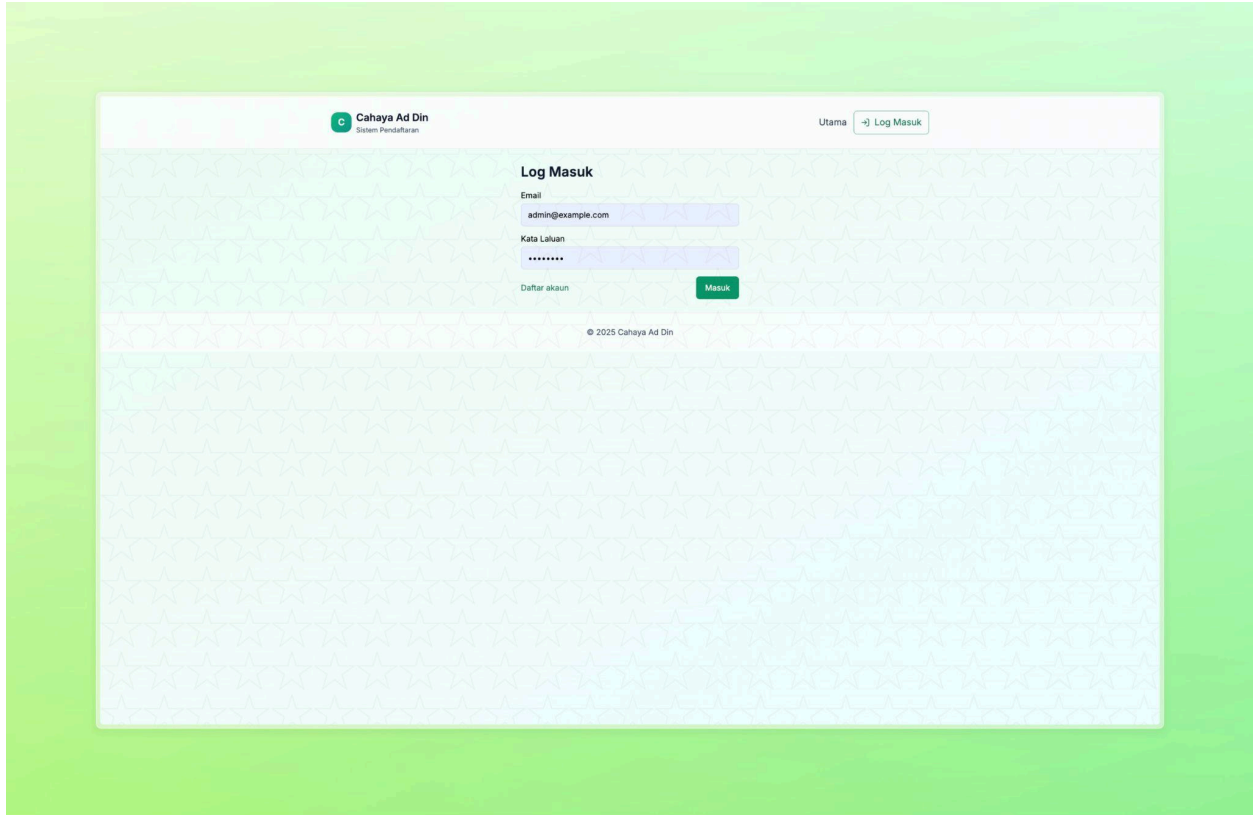 Cahaya Ad Din
Sistem Pendaftaran
Utama
Log Masuk
Log Masuk
Email
admin@example.com
Kata Laluan
••••••••
Daftar akaun
Masuk
© 2025 Cahaya Ad Din